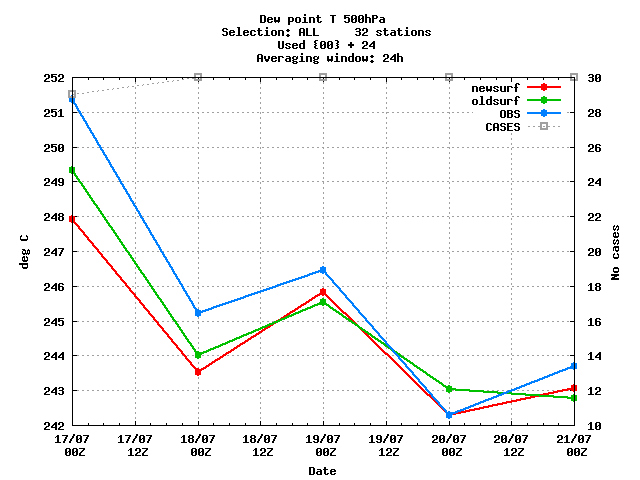 Dew point T 500hPa
Selection: ALL 32 stations
Used {00} + 24
Averaging window: 24h
252 30
newsurf
oldsurf
OBS
CASES
251 28
250 26
249 24
248 22
247 20
246 18
245 16
244 14
243 12
242 10
deg C
No cases
17/07 17/07 18/07 18/07 19/07 19/07 20/07 20/07 21/07
00Z 12Z 00Z 12Z 00Z 12Z 00Z 12Z 00Z
Date